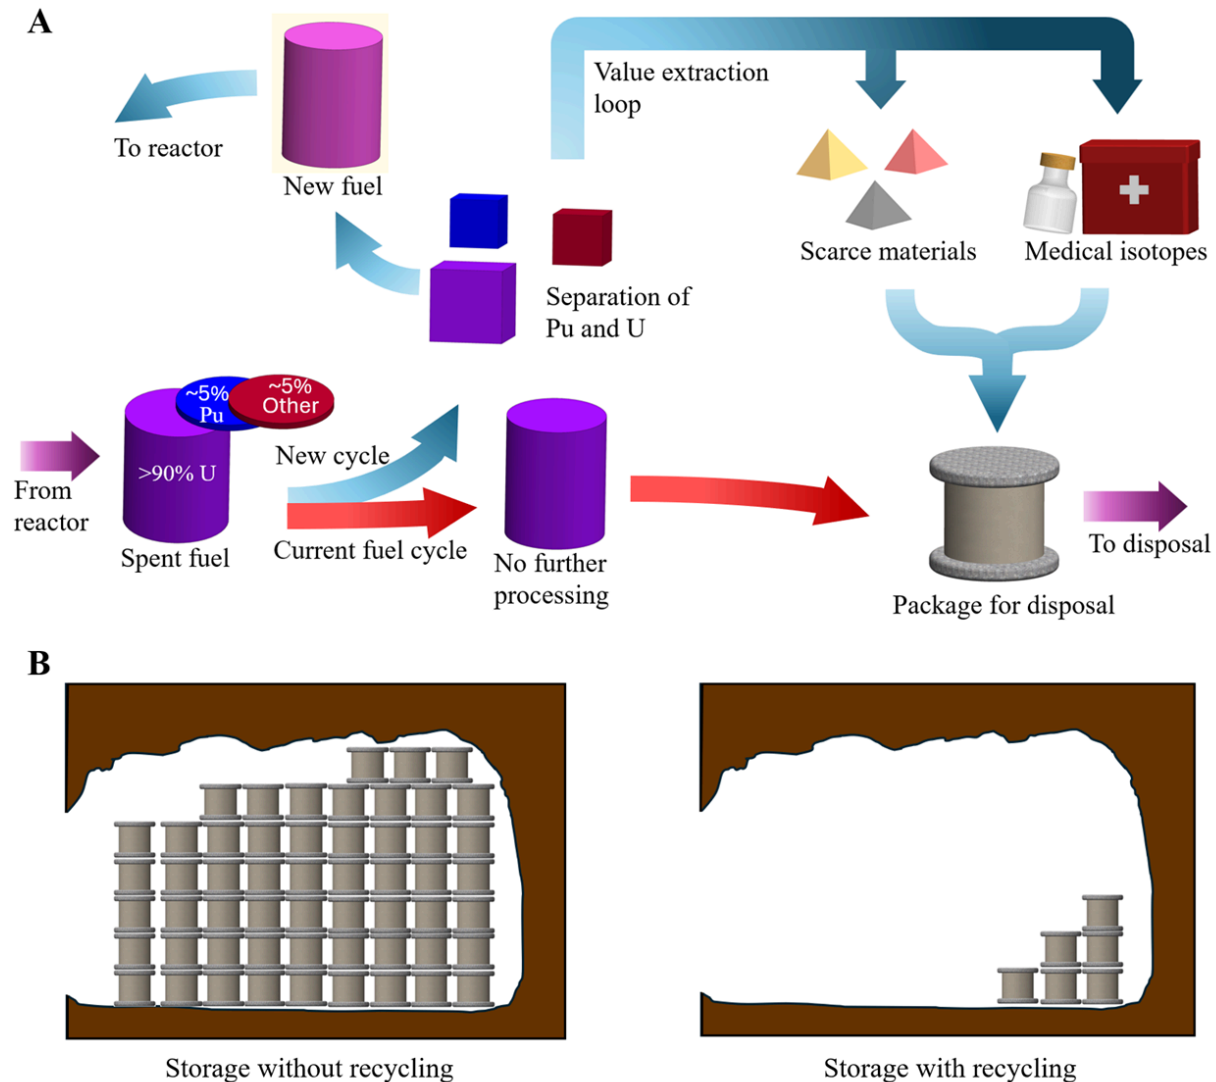 A
Value extraction
loop
To reactor
New fuel
Scarce materials
Medical isotopes
Separation of
Pu and U
~5%
Pu
~5%
Other
>90% U
New cycle
From
reactor
Spent fuel
Current fuel cycle
No further
processing
To disposal
Package for disposal
B
Storage without recycling
Storage with recycling